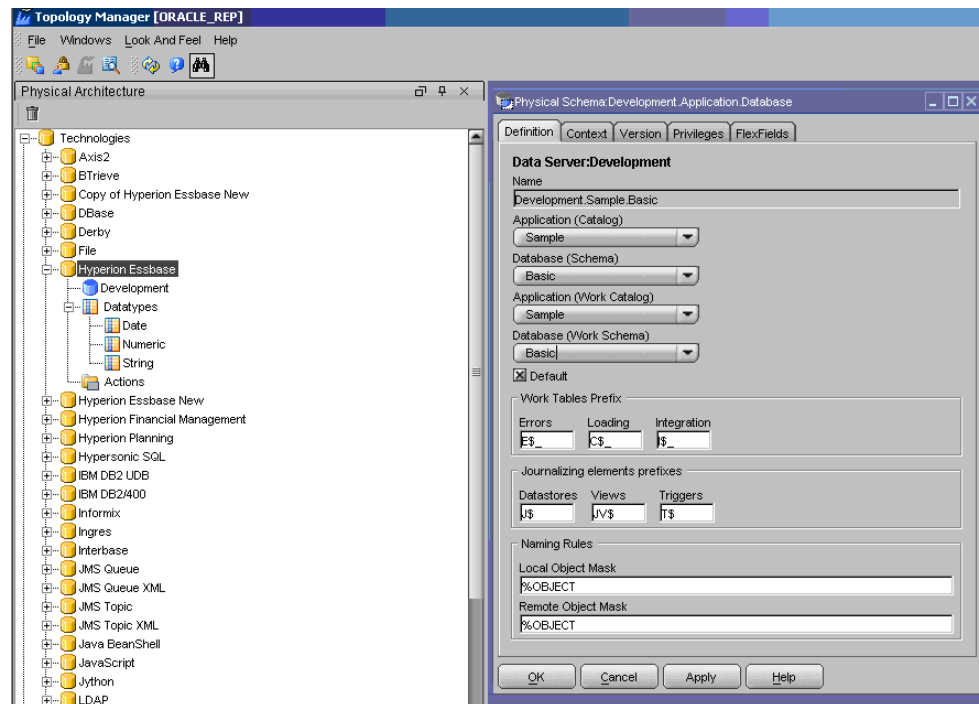 Topology Manager [ORACLE_REP]
File Windows Look And Feel Help
Physical Architecture
Technologies
Axis2
BTrieve
Copy of Hyperion Essbase New
DBase
Derby
File
Hyperion Essbase
Development
Datatypes
Date
Numeric
String
Actions
Hyperion Essbase New
Hyperion Financial Management
Hyperion Planning
Hypersonic SQL
IBM DB2 UDB
IBM DB2/400
Informix
Ingres
Interbase
JMS Queue
JMS Queue XML
JMS Topic
JMS Topic XML
Java BeanShell
JavaScript
Jython
LDAP
Physical Schema:Development.Application.Database
Definition Context Version Privileges FlexFields
Data Server:Development
Name
Development.Sample.Basic
Application (Catalog)
Sample
Database (Schema)
Basic
Application (Work Catalog)
Sample
Database (Work Schema)
Basic
Default
Work Tables Prefix
Errors Loading Integration
E$_ C$_ I$_
Journalizing elements prefixes
Datastores Views Triggers
J$ JV$ T$
Naming Rules
Local Object Mask
%OBJECT
Remote Object Mask
%OBJECT
OK Cancel Apply Help